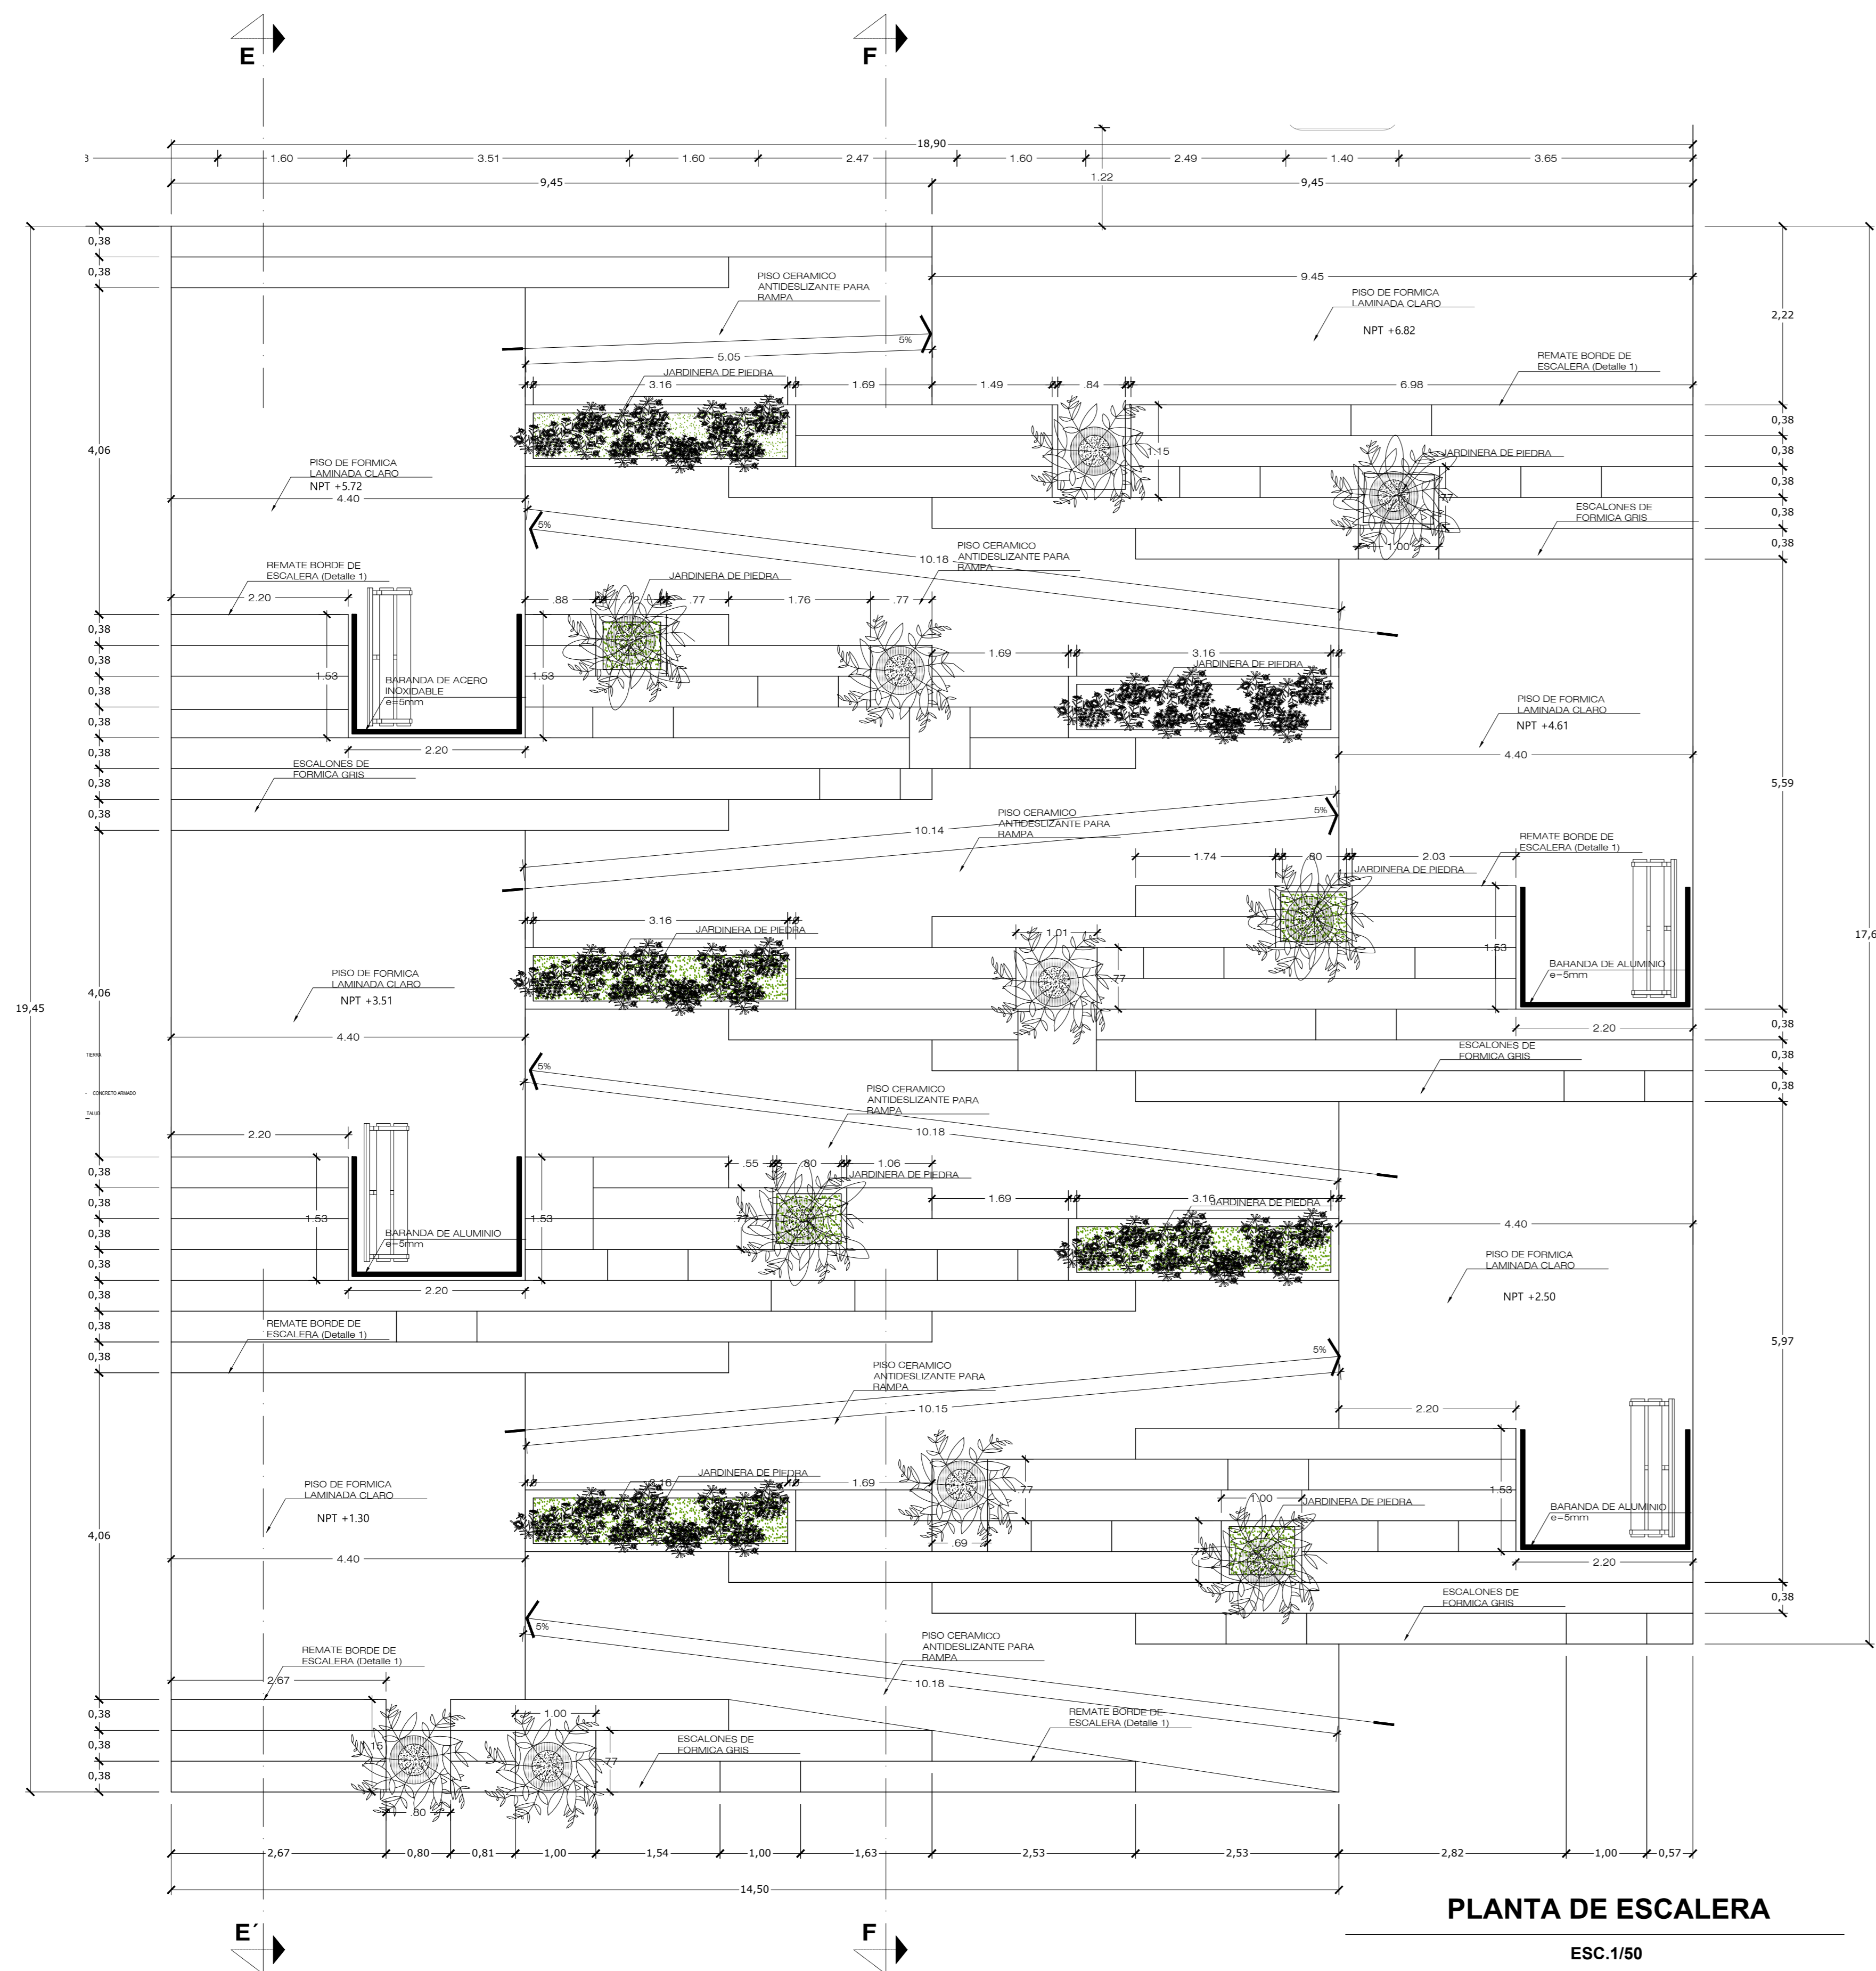 E
F
18,90
3
1.60
3.51
1.60
2.47
1.60
2.49
1.40
3.65
1.22
9,45
9,45
0,38
0,38
PISO CERAMICO
ANTIDESLIZANTE PARA
RAMPA
9.45
PISO DE FORMICA
LAMINADA CLARO
NPT +6.82
2,22
5%
5.05
JARDINERA DE PIEDRA
REMATE BORDE DE
ESCALERA (Detalle 1)
3.16
1.69
1.49
.84
6.98
0,38
0,38
0,38
0,38
0,38
4,06
1.15
JARDINERA DE PIEDRA
PISO DE FORMICA
LAMINADA CLARO
NPT +5.72
4.40
.77
ESCALONES DE
FORMICA GRIS
5%
1.00
PISO CERAMICO
ANTIDESLIZANTE PARA
RAMPA
10.18
REMATE BORDE DE
ESCALERA (Detalle 1)
JARDINERA DE PIEDRA
2.20
.88
.72
.77
1.76
.77
0,38
0,38
0,38
0,38
0,38
0,38
0,38
1.69
3.16
JARDINERA DE PIEDRA
1.53
BARANDA DE ACERO
INOXIDABLE
e=5mm
1.53
PISO DE FORMICA
LAMINADA CLARO
NPT +4.61
2.20
4.40
ESCALONES DE
FORMICA GRIS
5,59
PISO CERAMICO
ANTIDESLIZANTE PARA
RAMPA
5%
10.14
REMATE BORDE DE
ESCALERA (Detalle 1)
1.74
.80
2.03
JARDINERA DE PIEDRA
3.16
JARDINERA DE PIEDRA
1.01
1.53
17,6
PISO DE FORMICA
LAMINADA CLARO
NPT +3.51
.77
BARANDA DE ALUMINIO
e=5mm
4,06
19,45
2.20
0,38
0,38
0,38
4.40
ESCALONES DE
FORMICA GRIS
TIERRA
- CONCRETO ARMADO
TALUD
5%
PISO CERAMICO
ANTIDESLIZANTE PARA
RAMPA
10.18
2.20
.55
.80
1.06
JARDINERA DE PIEDRA
0,38
0,38
0,38
0,38
0,38
0,38
0,38
1.69
3.16
JARDINERA DE PIEDRA
1.53
1.53
.77
4.40
BARANDA DE ALUMINIO
e=5mm
PISO DE FORMICA
LAMINADA CLARO
NPT +2.50
2.20
REMATE BORDE DE
ESCALERA (Detalle 1)
5,97
5%
PISO CERAMICO
ANTIDESLIZANTE PARA
RAMPA
10.15
2.20
3.16
JARDINERA DE PIEDRA
1.69
PISO DE FORMICA
LAMINADA CLARO
NPT +1.30
.77
1.00
JARDINERA DE PIEDRA
1.53
BARANDA DE ALUMINIO
e=5mm
4,06
.69
4.40
2.20
ESCALONES DE
FORMICA GRIS
0,38
5%
PISO CERAMICO
ANTIDESLIZANTE PARA
RAMPA
10.18
REMATE BORDE DE
ESCALERA (Detalle 1)
2.67
0,38
0,38
0,38
1.00
REMATE BORDE DE
ESCALERA (Detalle 1)
1.15
.77
ESCALONES DE
FORMICA GRIS
.80
2,67
0,80
0,81
1,00
1,54
1,00
1,63
2,53
2,53
2,82
1,00
0,57
14,50
E´
F
PLANTA DE ESCALERA
ESC.1/50